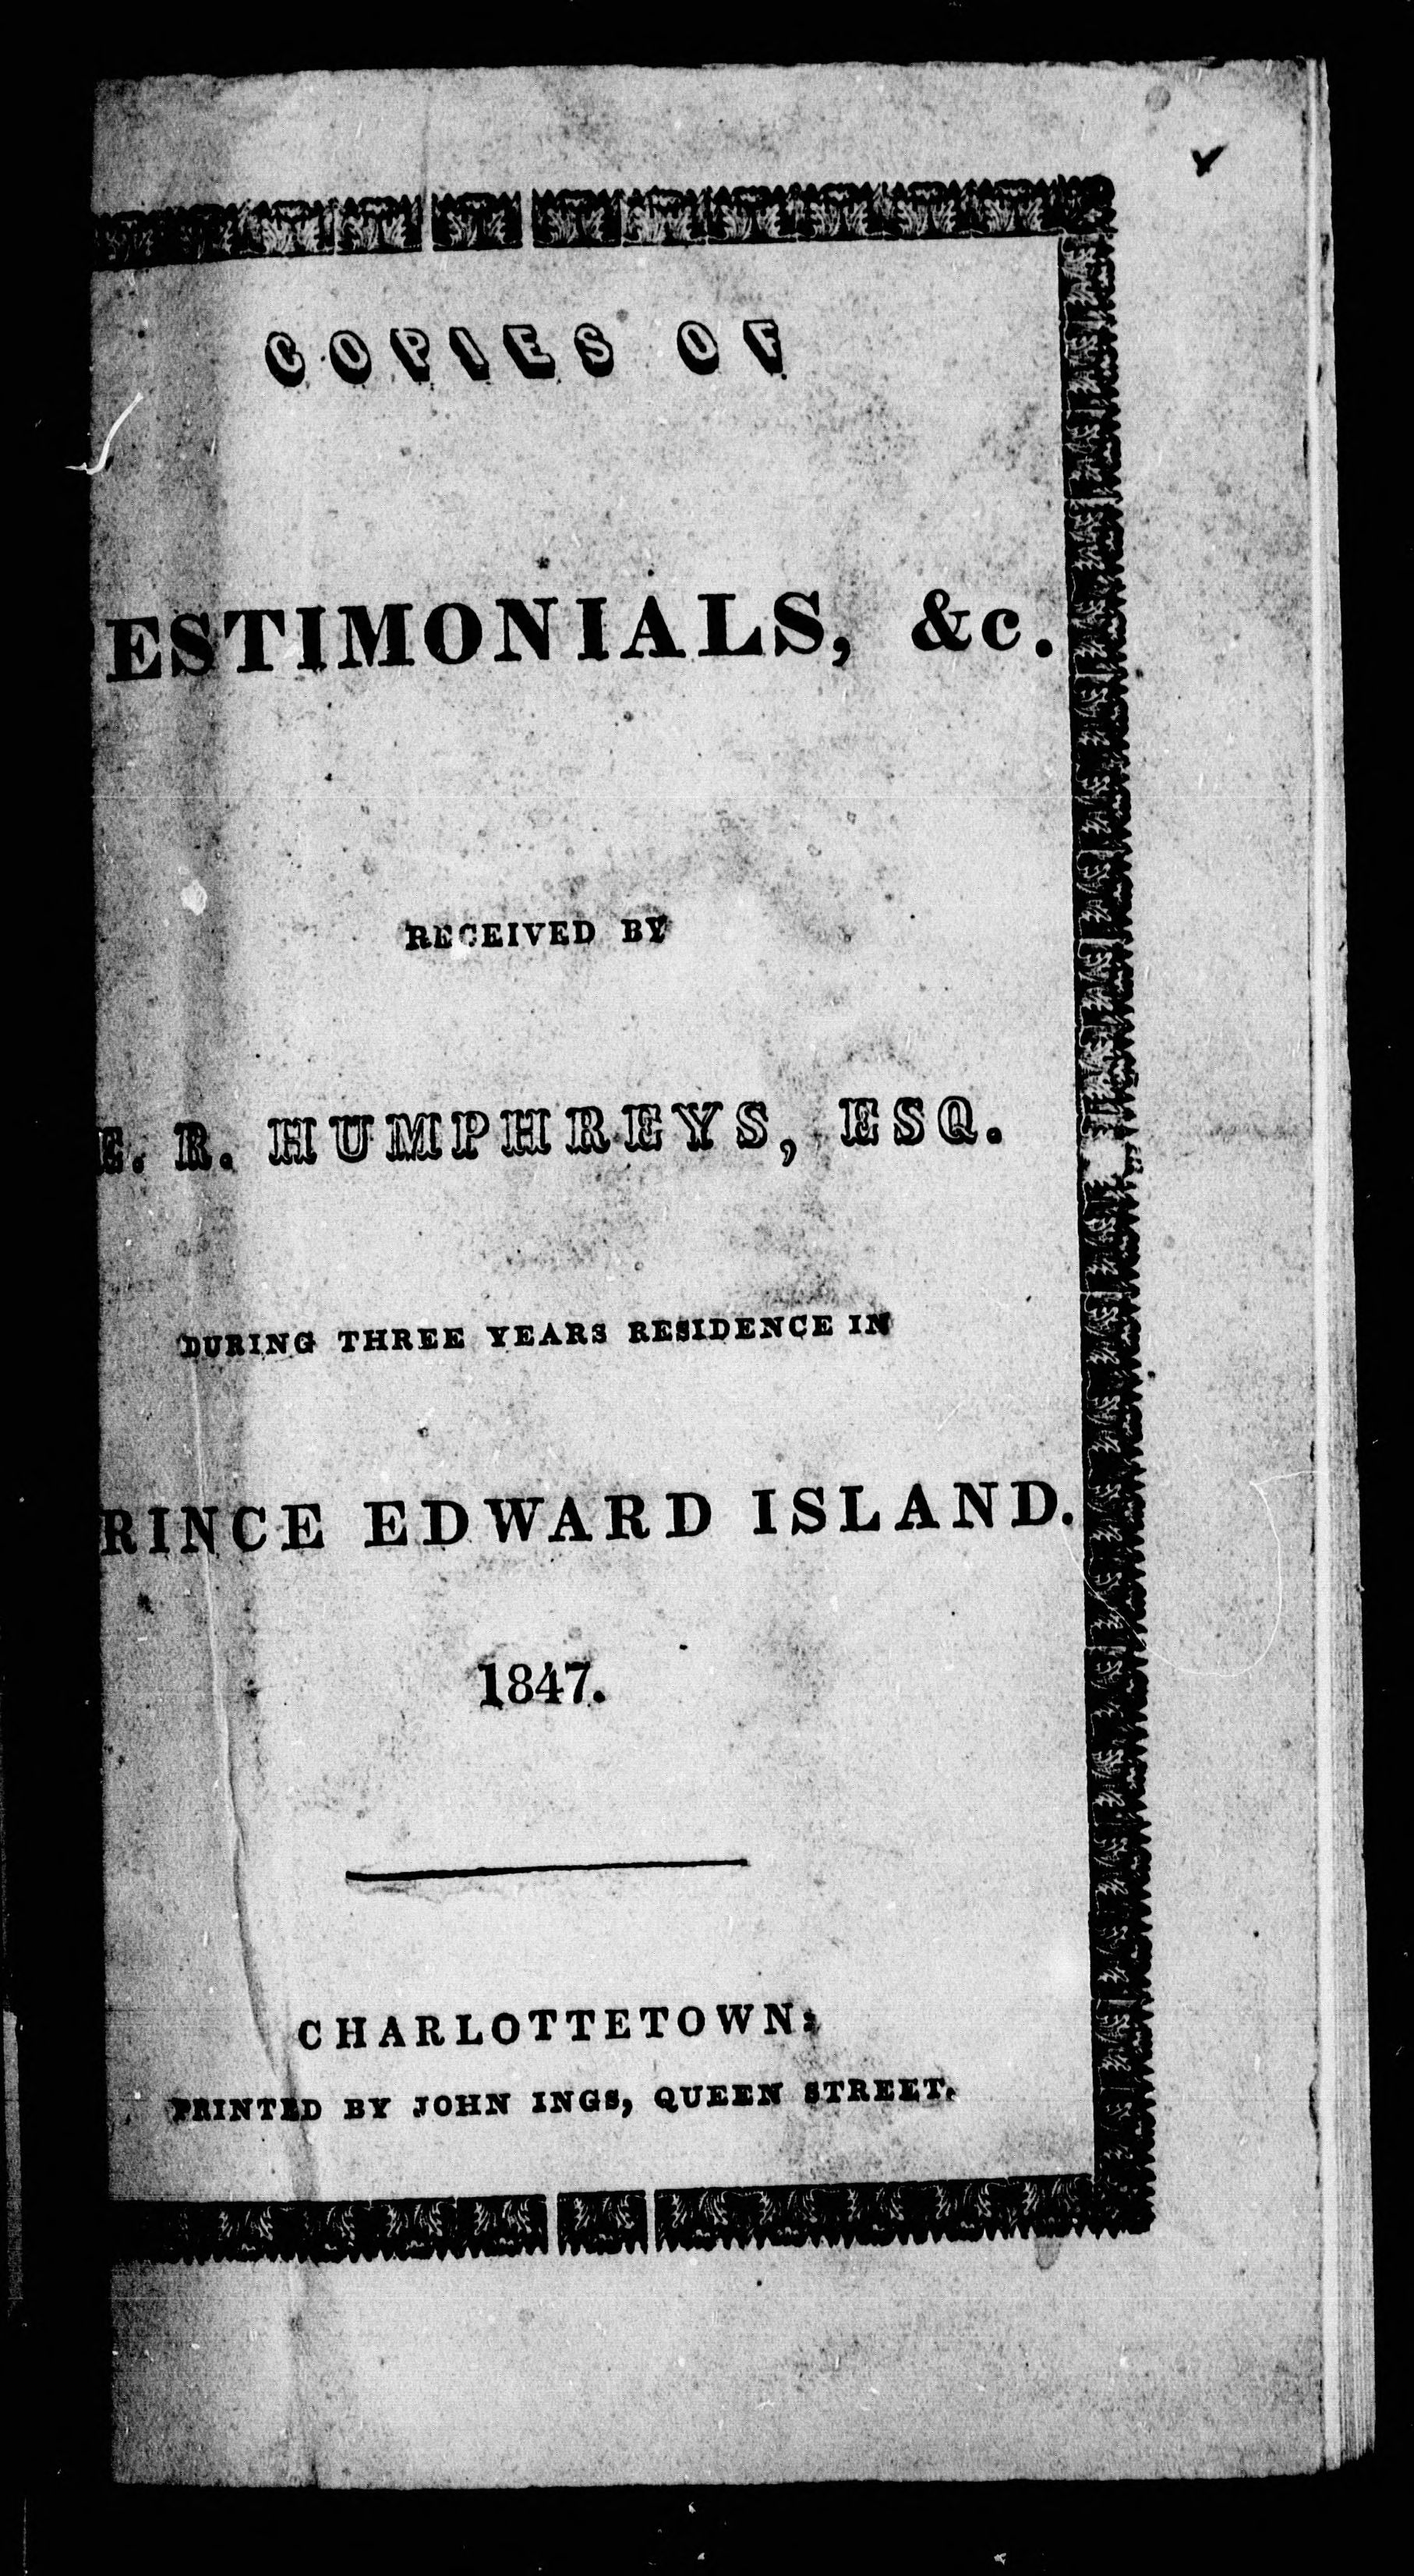 COPIES OF
ESTIMONIALS, &c.
RECEIVED BY
E. R. HUMPHREYS, ESQ.
DURING THREE YEARS RESIDENCE IN
RINCE EDWARD ISLAND.
1847.
CHARLOTTETOWN:
PRINTED BY JOHN INGS, QUEEN STREET.